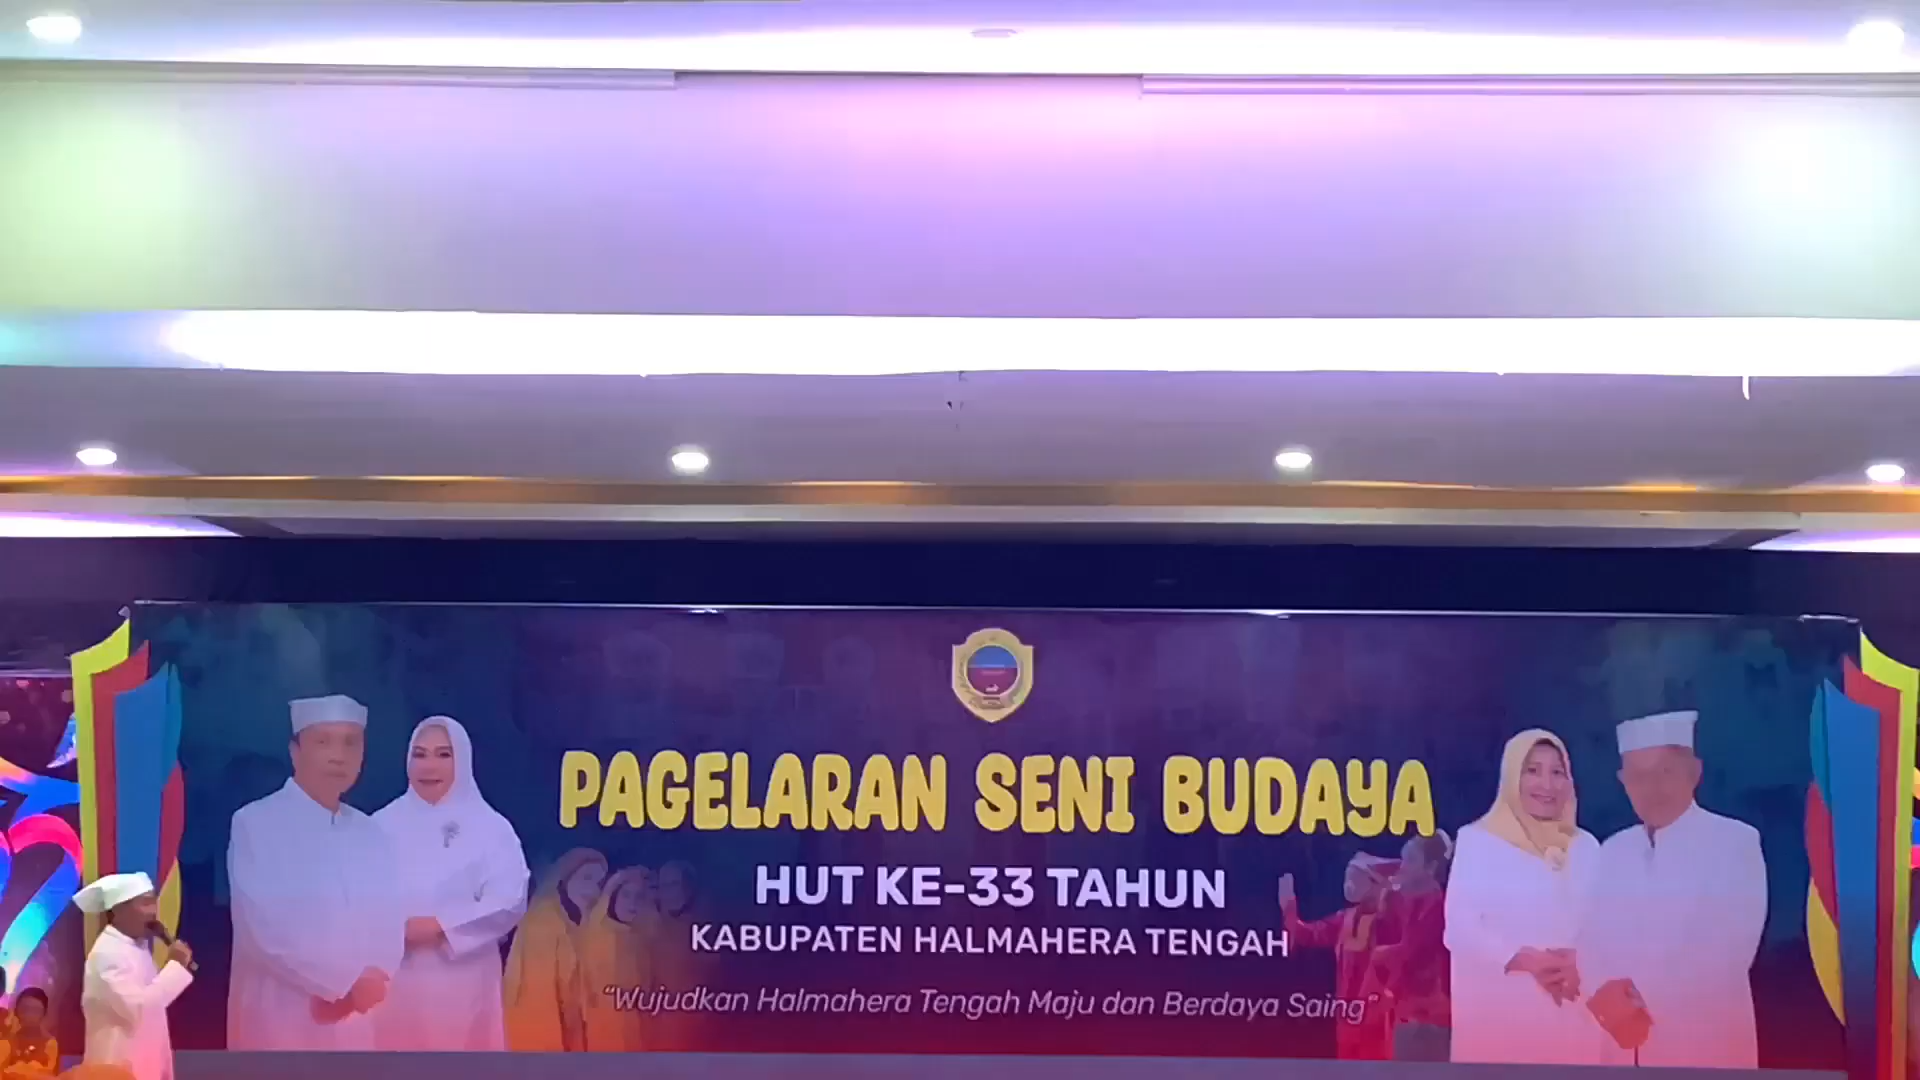 PAGELARAN SENI BUDAYA
HUT KE-33 TAHUN
KABUPATEN HALMAHERA TENGAH
"Wujudkan Halmahera Tengah Maju dan Berdaya Saing"